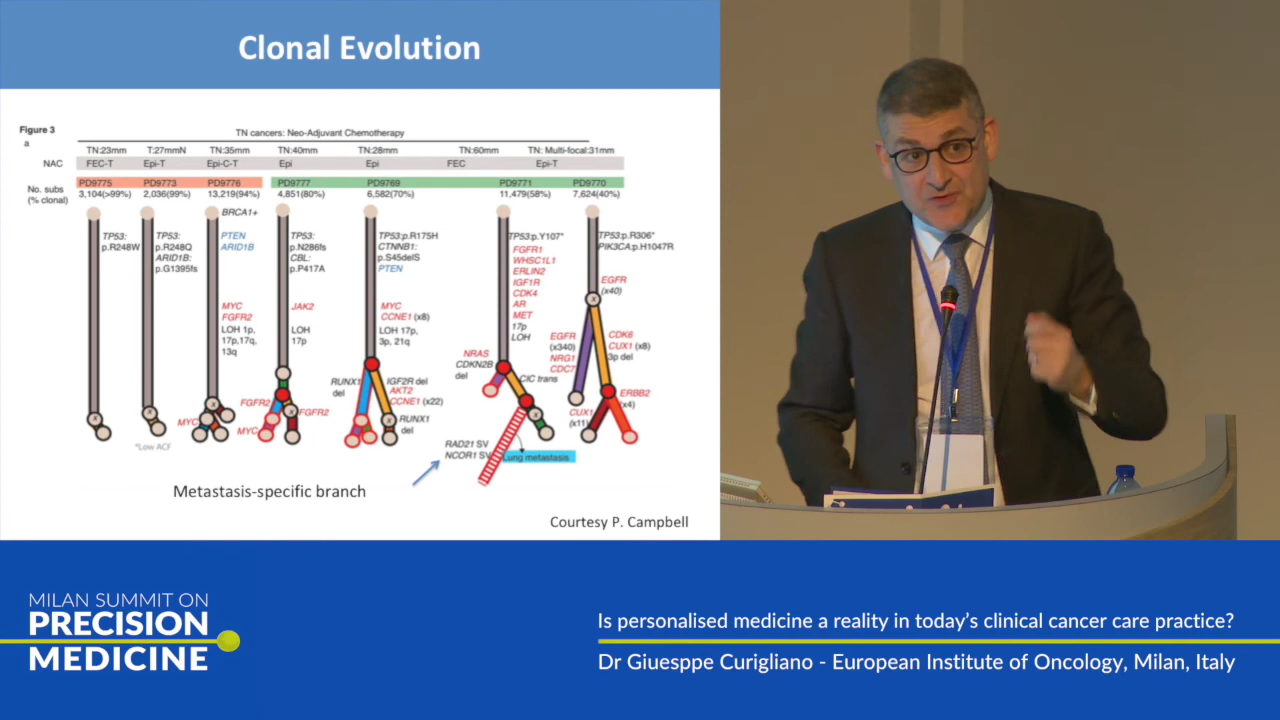 Clonal Evolution
Figure 3
a
TN cancers: Neo-Adjuvant Chemotherapy
TN:23mm T:27mmN TN:35mm TN:40mm TN:28mm TN:60mm TN: Multi-focal:31mm
NAC FEC-T Epi-T Epi-C-T Epi Epi FEC Epi-T
PD9775 PD9773 PD9776 PD9777 PD9769 PD9771 PD9770
No. subs 3,104(>99%) 2,036(99%) 13,219(94%) 4,851(80%) 6,582(70%) 11,479(58%) 7,624(40%)
(% clonal)
BRCA1+
TP53:
p.R248W
TP53:
p.R248Q
ARID1B:
p.G1395fs
PTEN
ARID1B
MYC
FGFR2
LOH 1p,
17p,17q,
13q
MYC
TP53:
p.N286fs
CBL:
p.P417A
JAK2
LOH
17p
FGFR2
FGFR2
MYC
TP53:p.R175H
CTNNB1:
p.S45delS
PTEN
MYC
CCNE1 (x8)
LOH 17p,
3p, 21q
RUNX1
del
IGF2R del
AKT2
CCNE1 (x22)
RUNX1
del
TP53:p.Y107*
FGFR1
WHSC1L1
ERLIN2
IGF1R
CDK4
AR
MET
17p
LOH
NRAS
CDKN2B
del
CIC trans
RAD21 SV
NCOR1 SV
Lung metastasis
TP53:p.R306*
PIK3CA:p.H1047R
EGFR
(x40)
EGFR
(x340)
NRG1
CDC7
CDK6
CUX1 (x8)
3p del
ERBB2
(x4)
CUX1
(x11)
x
x
x
x
x
x
*Low ACF
Metastasis-specific branch
Courtesy P. Campbell
MILAN SUMMIT ON
PRECISION
MEDICINE
Is personalised medicine a reality in today's clinical cancer care practice?
Dr Giuesppe Curigliano - European Institute of Oncology, Milan, Italy